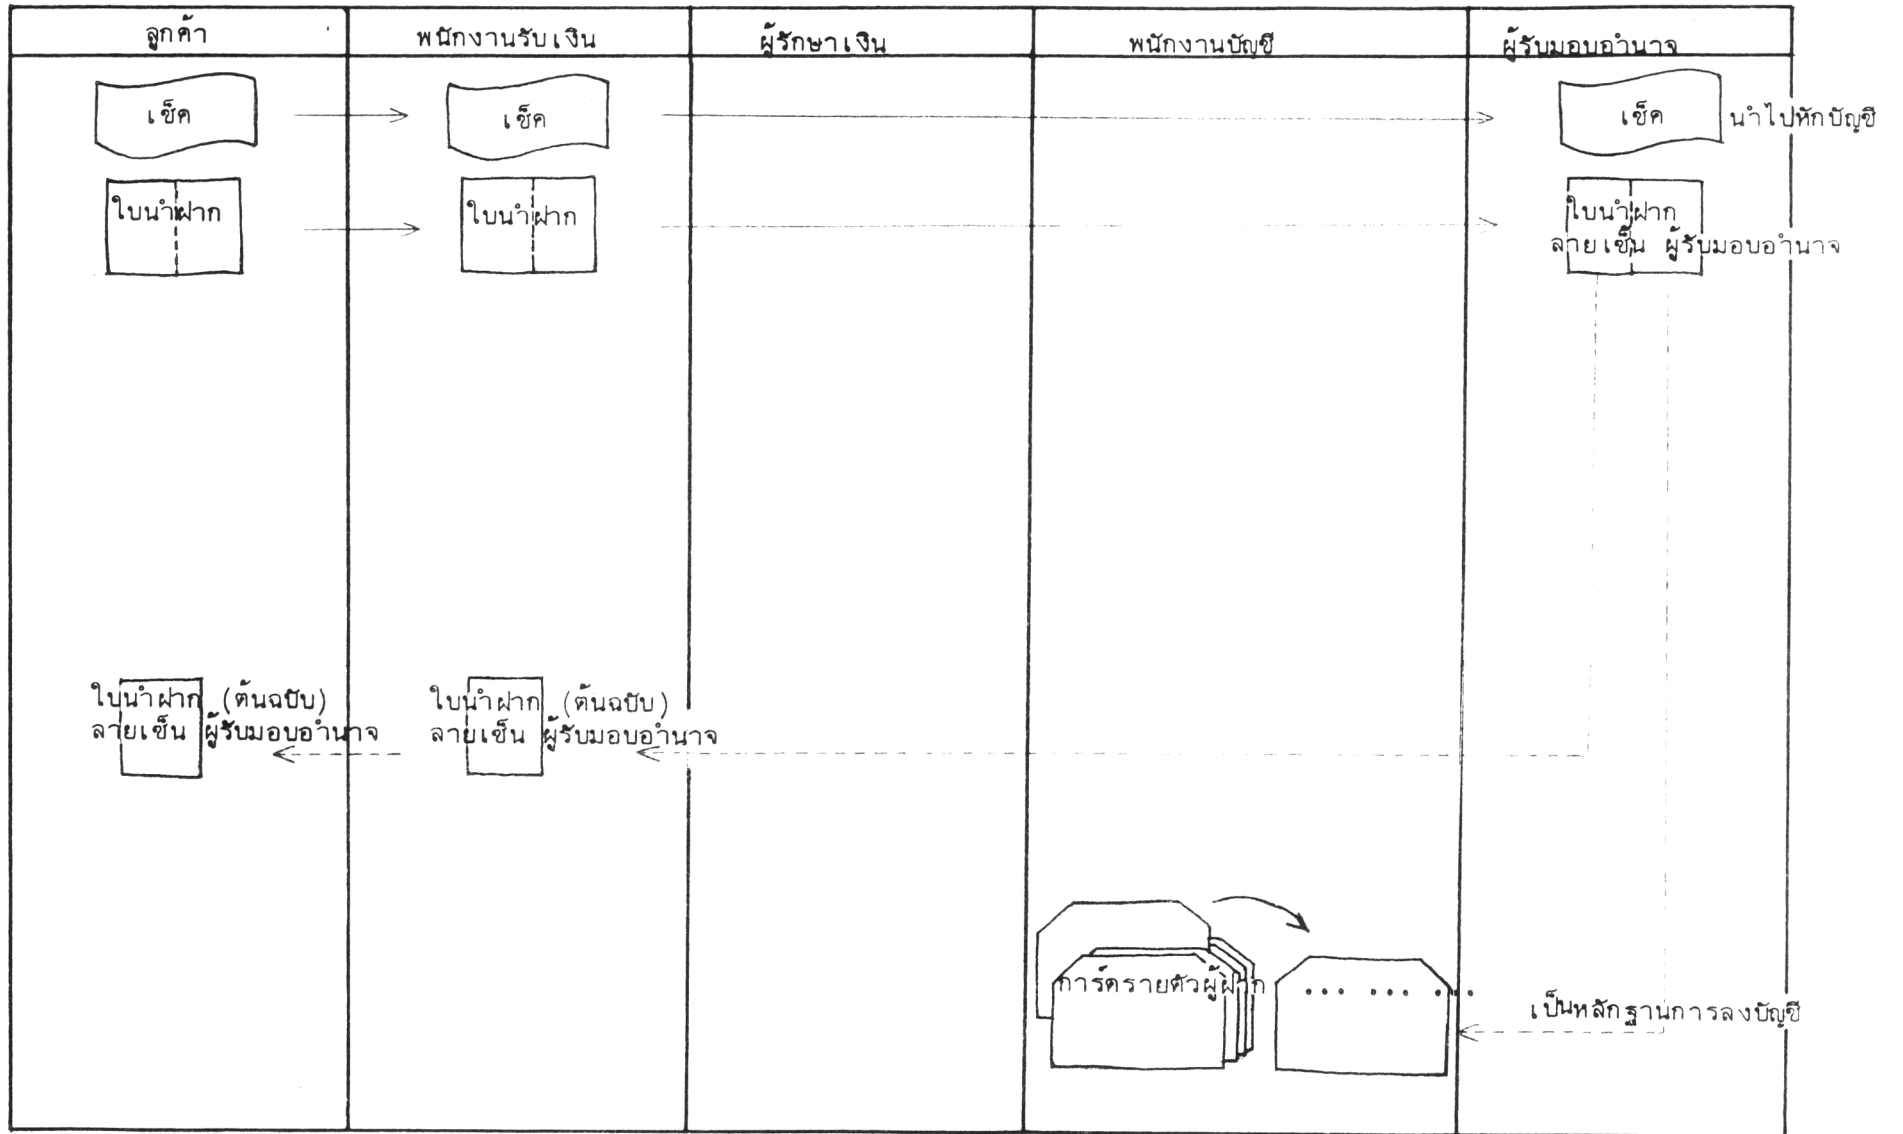 ลูกค้า
พนักงานรับเงิน
ผู้รักษาเงิน
พนักงานบัญชี
ผู้รับมอบอำนาจ
เช็ค
เช็ค
เช็ค
นำไปหักบัญชี
ใบนำฝาก
ใบนำฝาก
ใบนำฝาก
ลายเซ็น ผู้รับมอบอำนาจ
ใบนำฝาก (ต้นฉบับ)
ลายเซ็น ผู้รับมอบอำนาจ
ใบนำฝาก (ต้นฉบับ)
ลายเซ็น ผู้รับมอบอำนาจ
การ์ดรายตัวผู้ฝาก
... ... ...
เป็นหลักฐานการลงบัญชี